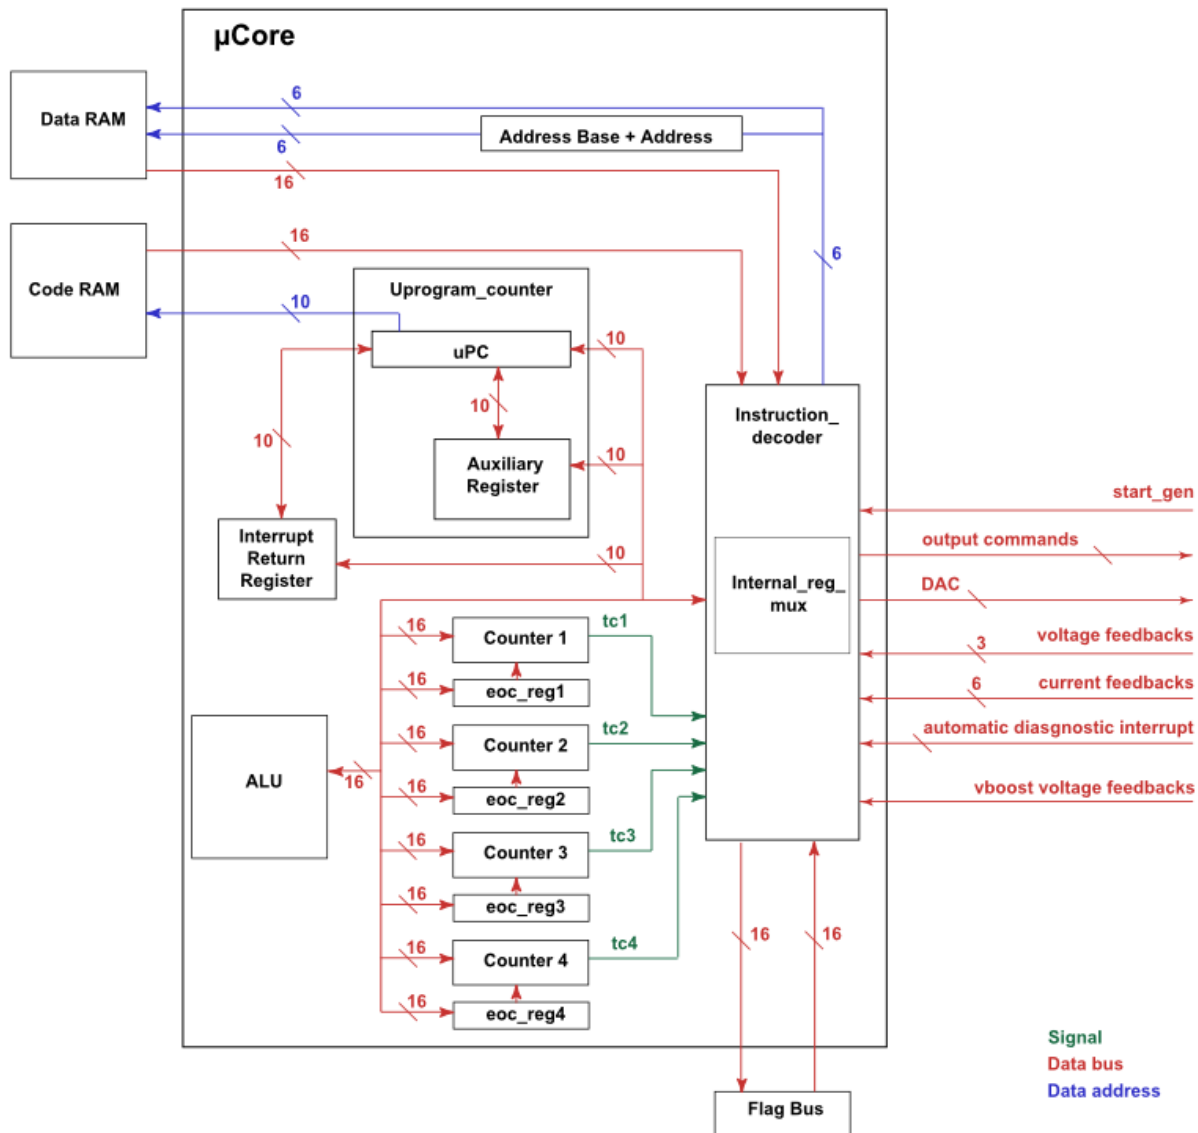 µCore
Data RAM
6
6
Address Base + Address
16
16
6
Code RAM
10
Uprogram_counter
uPC
10
10
10
10
Auxiliary
Register
Interrupt
Return
Register
10
Instruction_
decoder
Internal_reg_
mux
start_gen
output commands
DAC
voltage feedbacks
3
current feedbacks
6
automatic diasgnostic interrupt
vboost voltage feedbacks
16
Counter 1
tc1
16
eoc_reg1
16
Counter 2
tc2
ALU
16
16
eoc_reg2
16
Counter 3
tc3
16
eoc_reg3
16
Counter 4
tc4
16
eoc_reg4
16
16
Flag Bus
Signal
Data bus
Data address